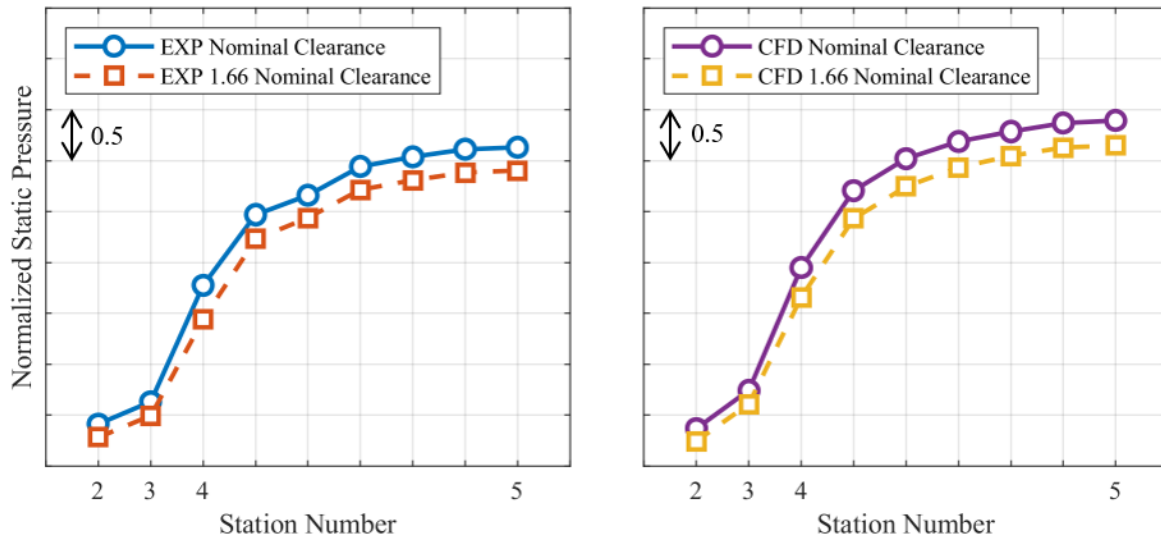 EXP Nominal Clearance
EXP 1.66 Nominal Clearance
0.5
Normalized Static Pressure
2 3 4 5
Station Number
CFD Nominal Clearance
CFD 1.66 Nominal Clearance
0.5
2 3 4 5
Station Number